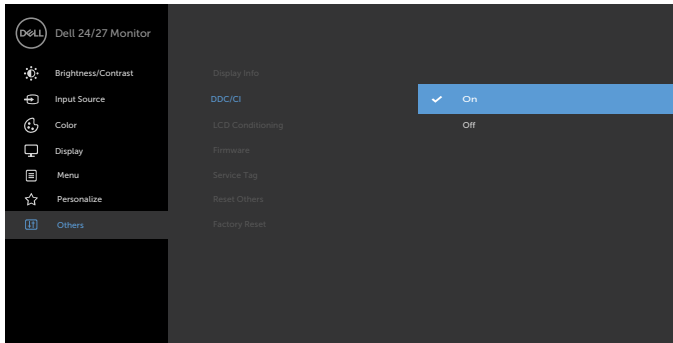 DELL
Dell 24/27 Monitor
Brightness/Contrast
Input Source
Color
Display
Menu
Personalize
Others
Display Info
DDC/CI
LCD Conditioning
Firmware
Service Tag
Reset Others
Factory Reset
On
Off